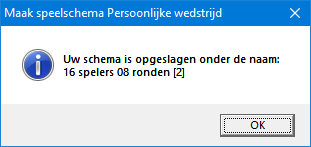 Maak speelschema Persoonlijke wedstrijd
Uw schema is opgeslagen onder de naam:
16 spelers 08 ronden [2]
OK